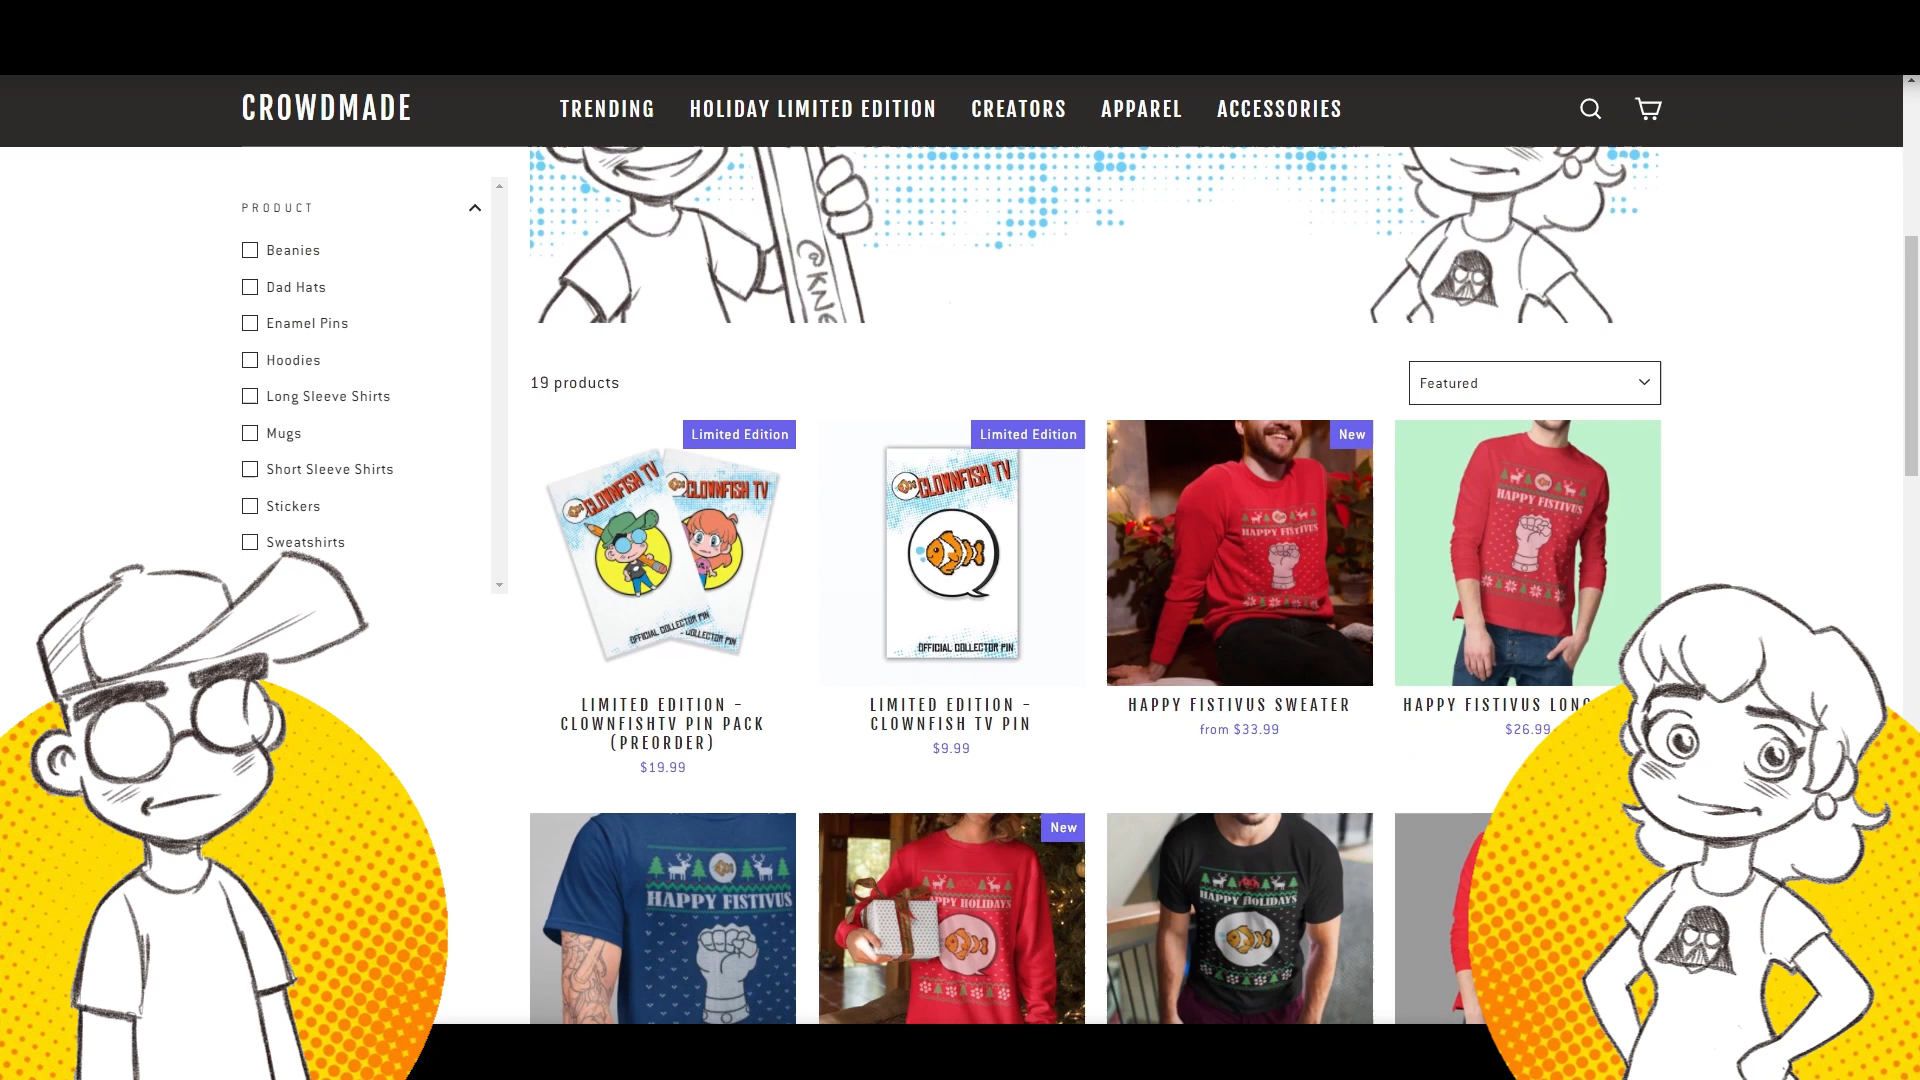 CROWDMADE
TRENDING
HOLIDAY LIMITED EDITION
CREATORS
APPAREL
ACCESSORIES
PRODUCT
Beanies
Dad Hats
Enamel Pins
Hoodies
Long Sleeve Shirts
Mugs
Short Sleeve Shirts
Stickers
Sweatshirts
@KNE
19 products
Featured
Limited Edition
CLOWNFISH TV
CLOWNFISH TV
OFFICIAL COLLECTOR PIN
COLLECTOR PIN
LIMITED EDITION -
CLOWNFISHTV PIN PACK
(PREORDER)
$19.99
Limited Edition
CLOWNFISH TV
OFFICIAL COLLECTOR PIN
LIMITED EDITION -
CLOWNFISH TV PIN
$9.99
New
HAPPY FISTIVUS
HAPPY FISTIVUS SWEATER
from $33.99
HAPPY FISTIVUS
HAPPY FISTIVUS LONG
$26.99
HAPPY FISTIVUS
New
HAPPY HOLIDAYS
HAPPY HOLIDAYS